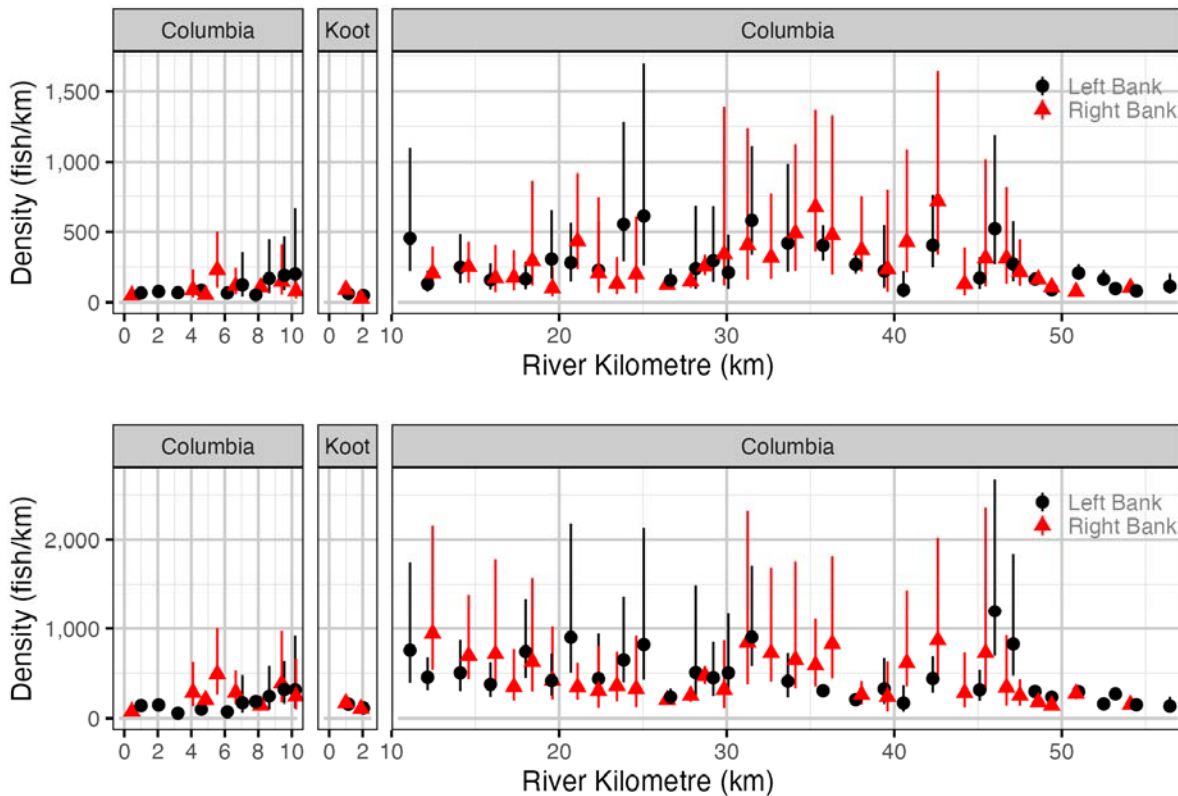 Columbia Koot Columbia
Density (fish/km)
1,500
1,000
500
0
Left Bank
Right Bank
0 2 4 6 8 10 0 2 10 20 30 40 50
River Kilometre (km)
Columbia Koot Columbia
Density (fish/km)
2,000
1,000
0
Left Bank
Right Bank
0 2 4 6 8 10 0 2 10 20 30 40 50
River Kilometre (km)